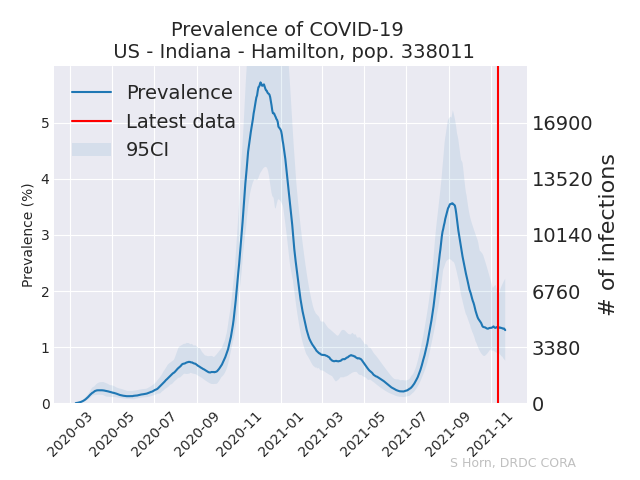 Prevalence of COVID-19
US - Indiana - Hamilton, pop. 338011
Prevalence
Latest data
95CI
Prevalence (%)
5
4
3
2
1
0
16900
13520
10140
6760
3380
0
# of infections
2020-03
2020-05
2020-07
2020-09
2020-11
2021-01
2021-03
2021-05
2021-07
2021-09
2021-11
S Horn, DRDC CORA